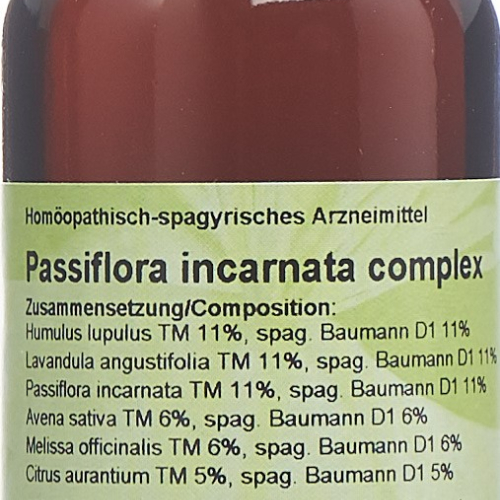 Homöopathisch-spagyrisches Arzneimittel
Passiflora incarnata complex
Zusammensetzung/Composition:
Humulus lupulus TM 11%, spag. Baumann D1 11%
Lavandula angustifolia TM 11%, spag. Baumann D1 11%
Passiflora incarnata TM 11%, spag. Baumann D1 11%
Avena sativa TM 6%, spag. Baumann D1 6%
Melissa officinalis TM 6%, spag. Baumann D1 6%
Citrus aurantium TM 5%, spag. Baumann D1 5%